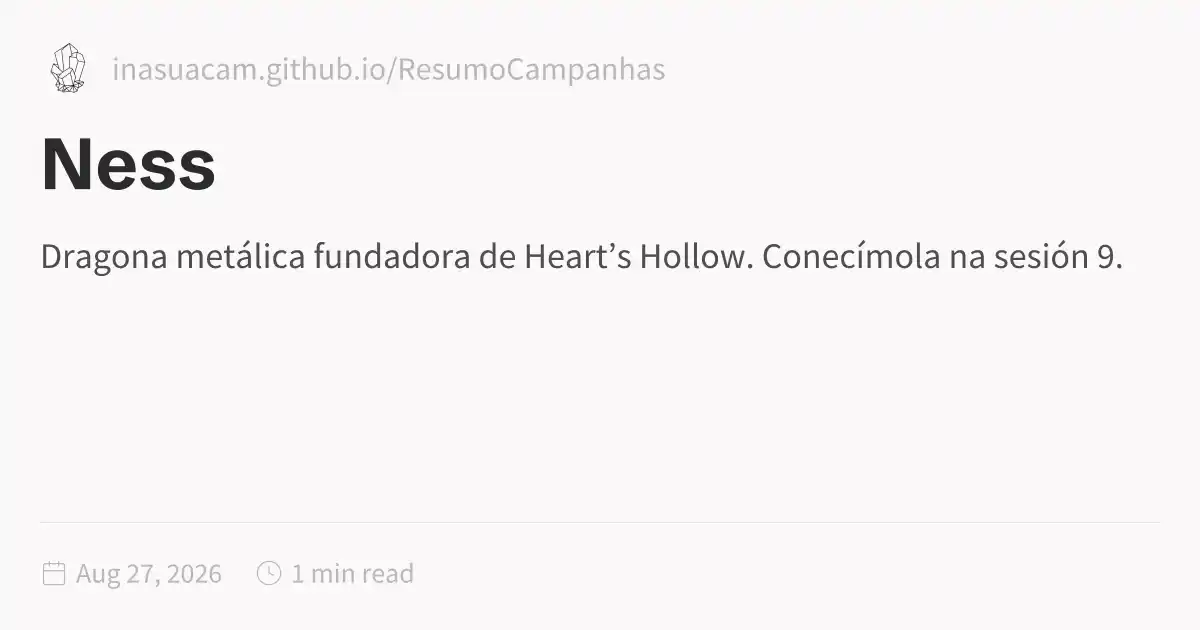 inasuacam.github.io/ResumoCampanhas
Ness
Dragona metálica fundadora de Heart’s Hollow. Conecímola na sesión 9.
Aug 27, 2026 1 min read